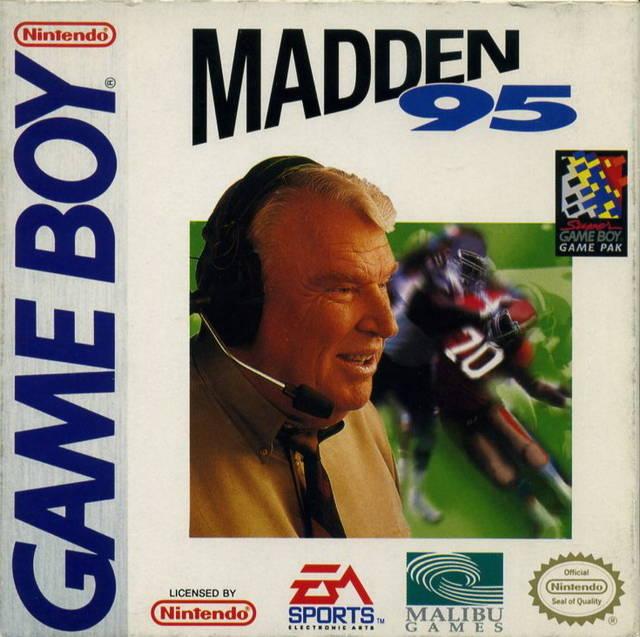 Nintendo®
GAME BOY®
MADDEN
95
Super
GAME BOY
GAME PAK
20
LICENSED BY
Nintendo®
EA
SPORTS™
ELECTRONIC ARTS
MALIBU
GAMES
Official
Nintendo
Seal of Quality
®